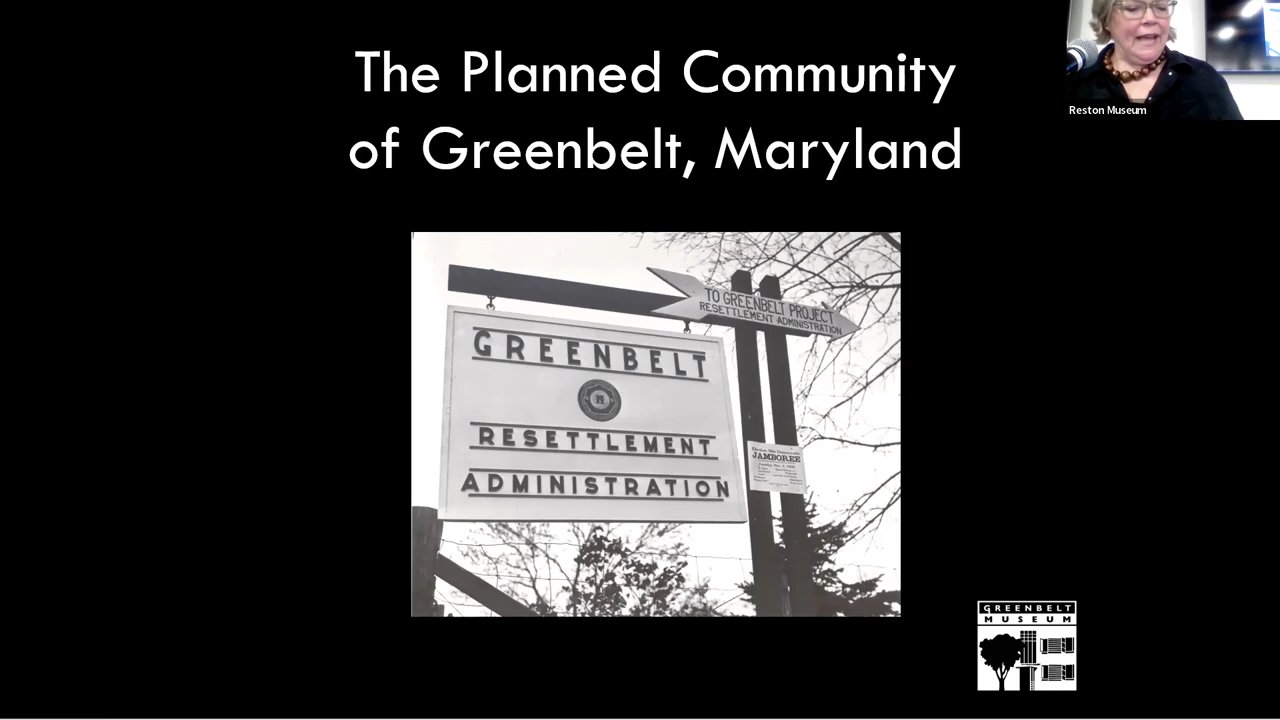 The Planned Community
of Greenbelt, Maryland
Reston Museum
TO GREENBELT PROJECT
RESETTLEMENT ADMINISTRATION
GREENBELT
RESETTLEMENT
ADMINISTRATION
JAMBOREE
GREENBELT
MUSEUM